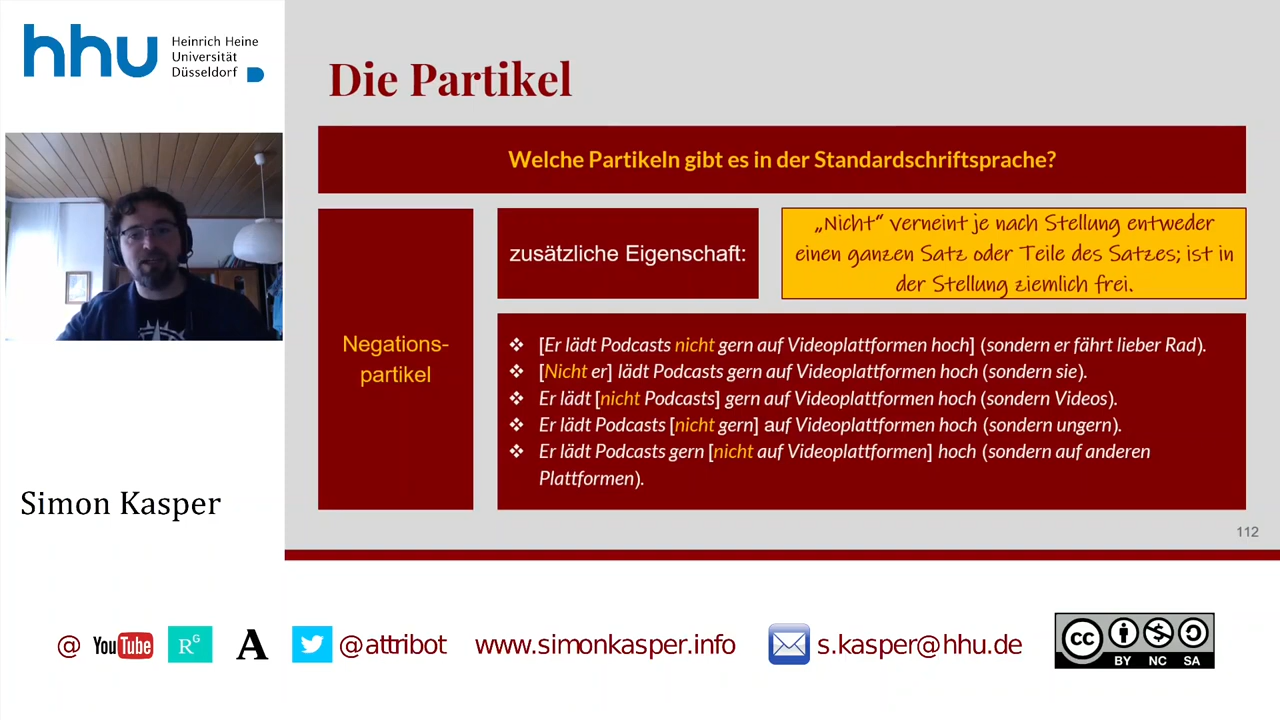 hhu Heinrich Heine
Universität
Düsseldorf
Die Partikel
Welche Partikeln gibt es in der Standardschriftsprache?
Negations-
partikel
zusätzliche Eigenschaft:
„Nicht“ verneint je nach Stellung entweder
einen ganzen Satz oder Teile des Satzes; ist in
der Stellung ziemlich frei.
❖ [Er lädt Podcasts nicht gern auf Videoplattformen hoch] (sondern er fährt lieber Rad).
❖ [Nicht er] lädt Podcasts gern auf Videoplattformen hoch (sondern sie).
❖ Er lädt [nicht Podcasts] gern auf Videoplattformen hoch (sondern Videos).
❖ Er lädt Podcasts [nicht gern] auf Videoplattformen hoch (sondern ungern).
❖ Er lädt Podcasts gern [nicht auf Videoplattformen] hoch (sondern auf anderen
Plattformen).
Simon Kasper
112
@ YouTube RG A @attribot www.simonkasper.info s.kasper@hhu.de
cc BY NC SA